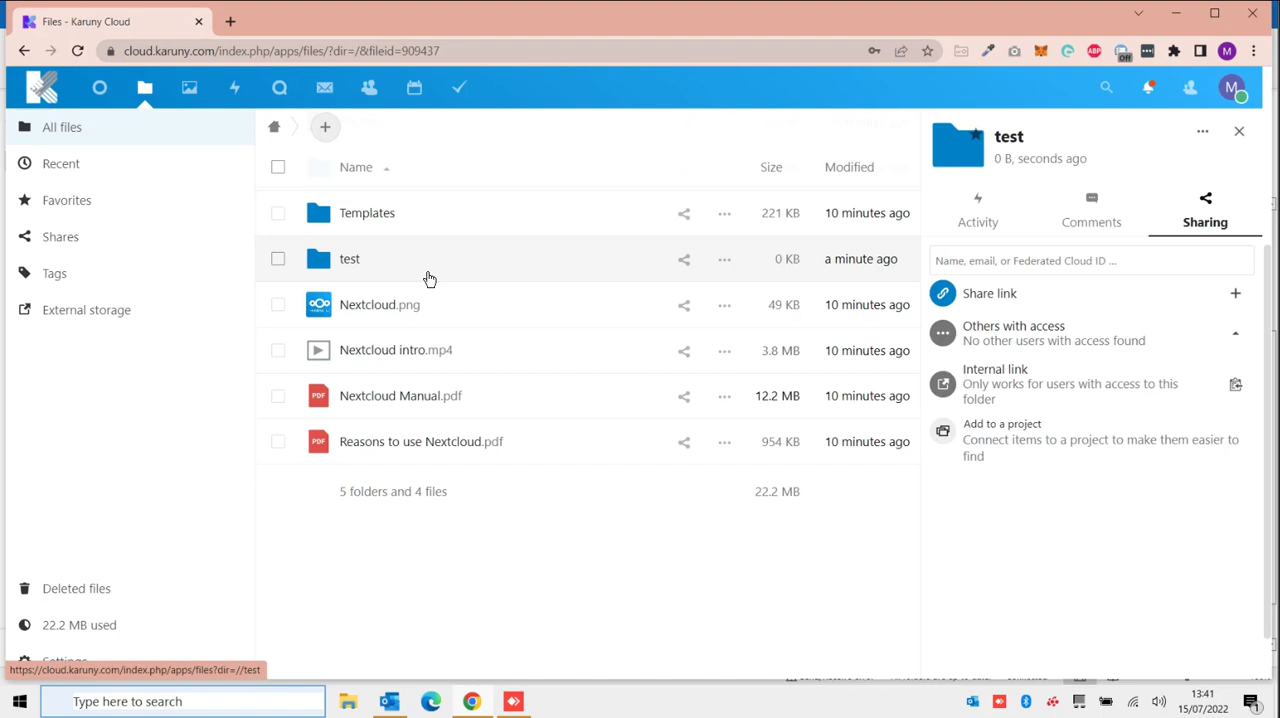 Files - Karuny Cloud
cloud.karuny.com/index.php/apps/files/?dir=/&fileid=909437
ABP
Off
M
M
All files
Recent
Favorites
Shares
Tags
External storage
Deleted files
22.2 MB used
Settings
https://cloud.karuny.com/index.php/apps/files?dir=//test
Name Size Modified
Templates 221 KB 10 minutes ago
test 0 KB a minute ago
Nextcloud.png 49 KB 10 minutes ago
Nextcloud intro.mp4 3.8 MB 10 minutes ago
PDF Nextcloud Manual.pdf 12.2 MB 10 minutes ago
PDF Reasons to use Nextcloud.pdf 954 KB 10 minutes ago
5 folders and 4 files 22.2 MB
test
0 B, seconds ago
Activity Comments Sharing
Name, email, or Federated Cloud ID ...
Share link
Others with access
No other users with access found
Internal link
Only works for users with access to this
folder
Add to a project
Connect items to a project to make them easier to
find
Type here to search
13:41
15/07/2022
1